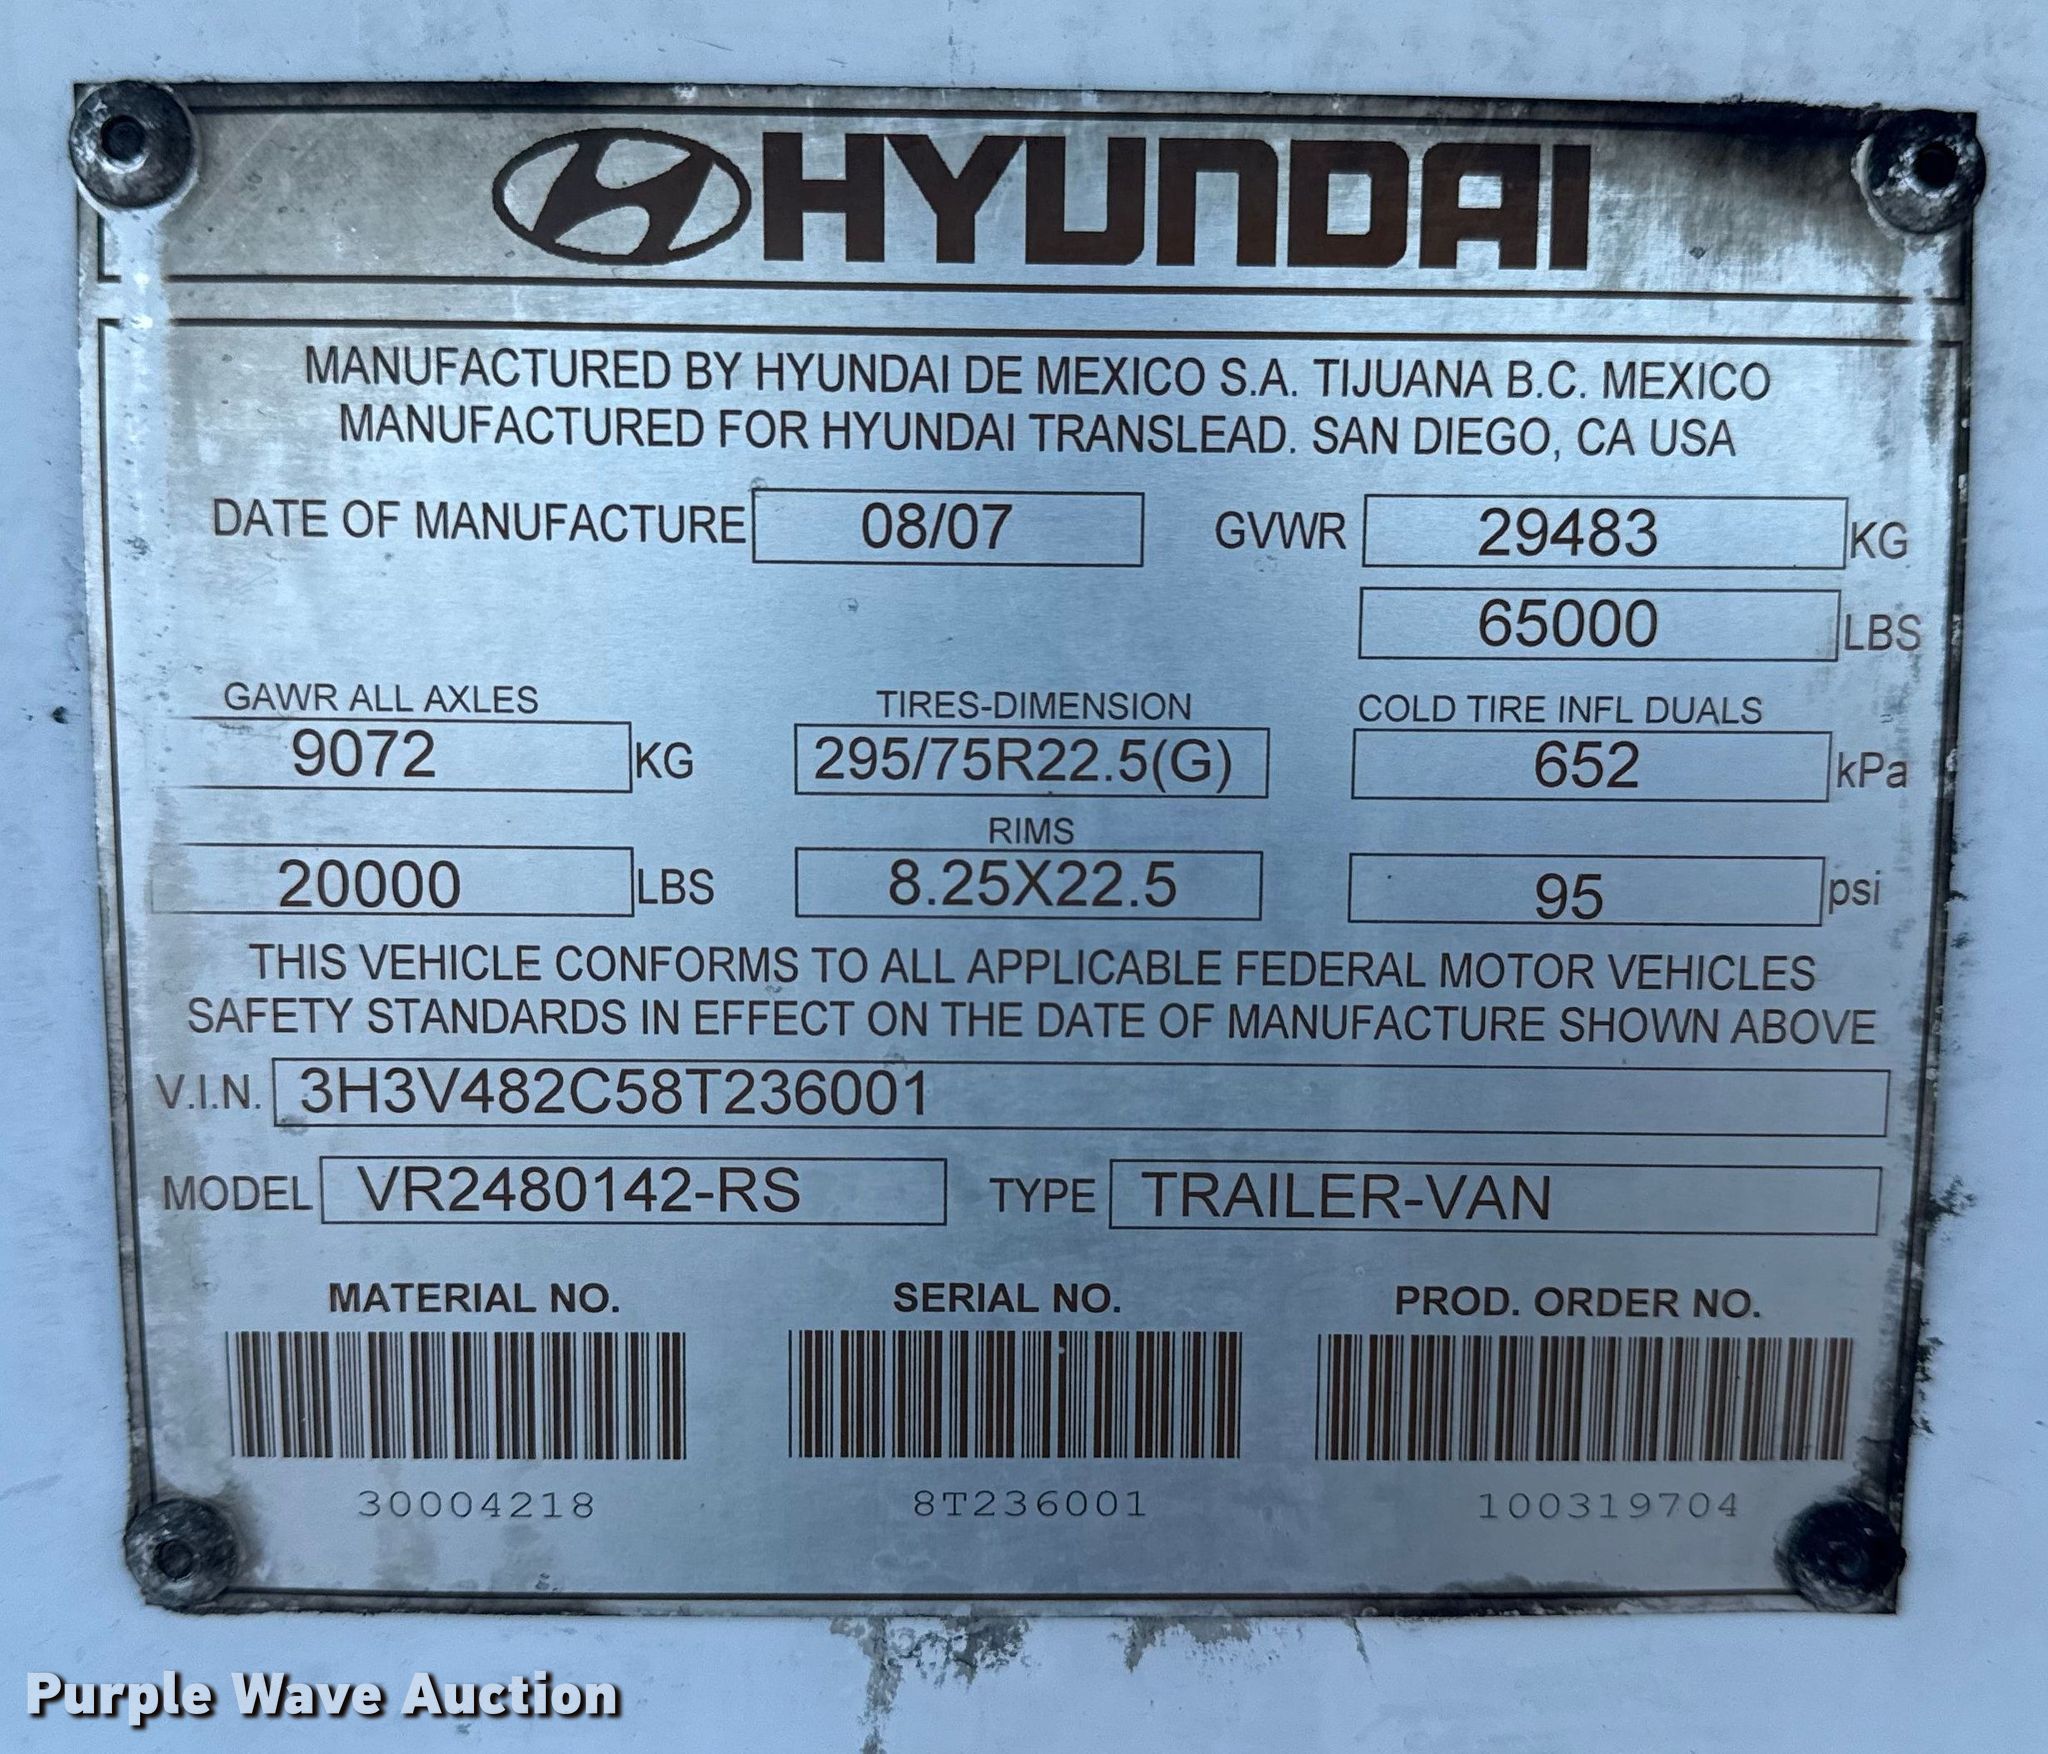 HYUNDAI
MANUFACTURED BY HYUNDAI DE MEXICO S.A. TIJUANA B.C. MEXICO
MANUFACTURED FOR HYUNDAI TRANSLEAD. SAN DIEGO, CA USA
DATE OF MANUFACTURE 08/07 GVWR 29483 KG
65000 LBS
GAWR ALL AXLES TIRES-DIMENSION COLD TIRE INFL DUALS
9072 KG 295/75R22.5(G) 652 kPa
RIMS
20000 LBS 8.25X22.5 95 psi
THIS VEHICLE CONFORMS TO ALL APPLICABLE FEDERAL MOTOR VEHICLES
SAFETY STANDARDS IN EFFECT ON THE DATE OF MANUFACTURE SHOWN ABOVE
V.I.N. 3H3V482C58T236001
MODEL VR2480142-RS TYPE TRAILER-VAN
MATERIAL NO. SERIAL NO. PROD. ORDER NO.
30004218 8T236001 100319704
Purple Wave Auction